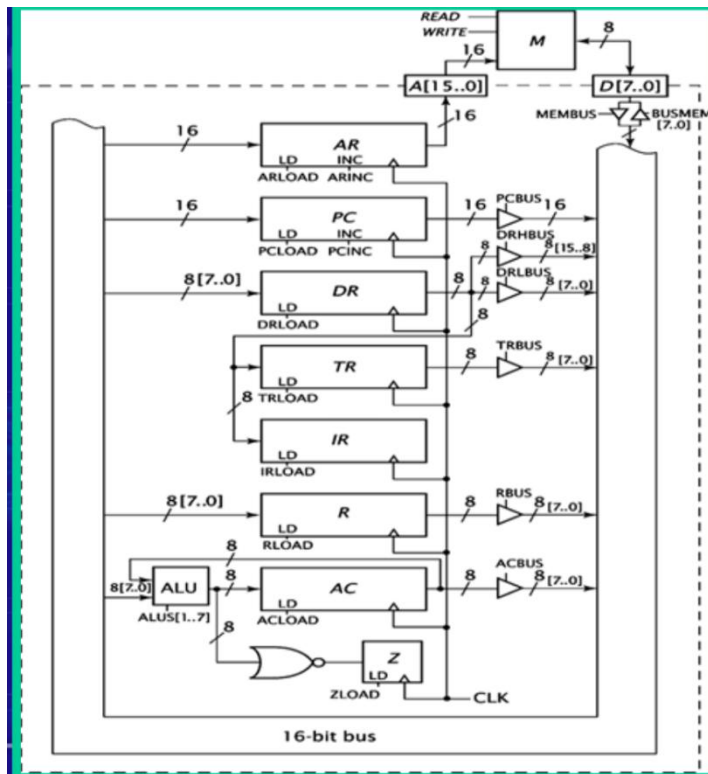 READ
WRITE
M
8
16
A[15..0]
D[7..0]
16
MEMBUS
BUSMEM
[7..0]
16
AR
LD
INC
ARLOAD
ARINC
16
PC
LD
INC
PCLOAD
PCINC
16
PCBUS
16
DRHBUS
8
8 [15..8]
8 [7..0]
DR
LD
DRLOAD
8
8
DRLBUS
8 [7..0]
8
TR
LD
TRLOAD
8
TRBUS
8 [7..0]
8
IR
LD
IRLOAD
8 [7..0]
R
LD
RLOAD
8
RBUS
8 [7..0]
8
8[7..0]
ALU
ALUS[1..7]
8
AC
LD
ACLOAD
8
ACBUS
8 [7..0]
8
Z
LD
ZLOAD
CLK
16-bit bus